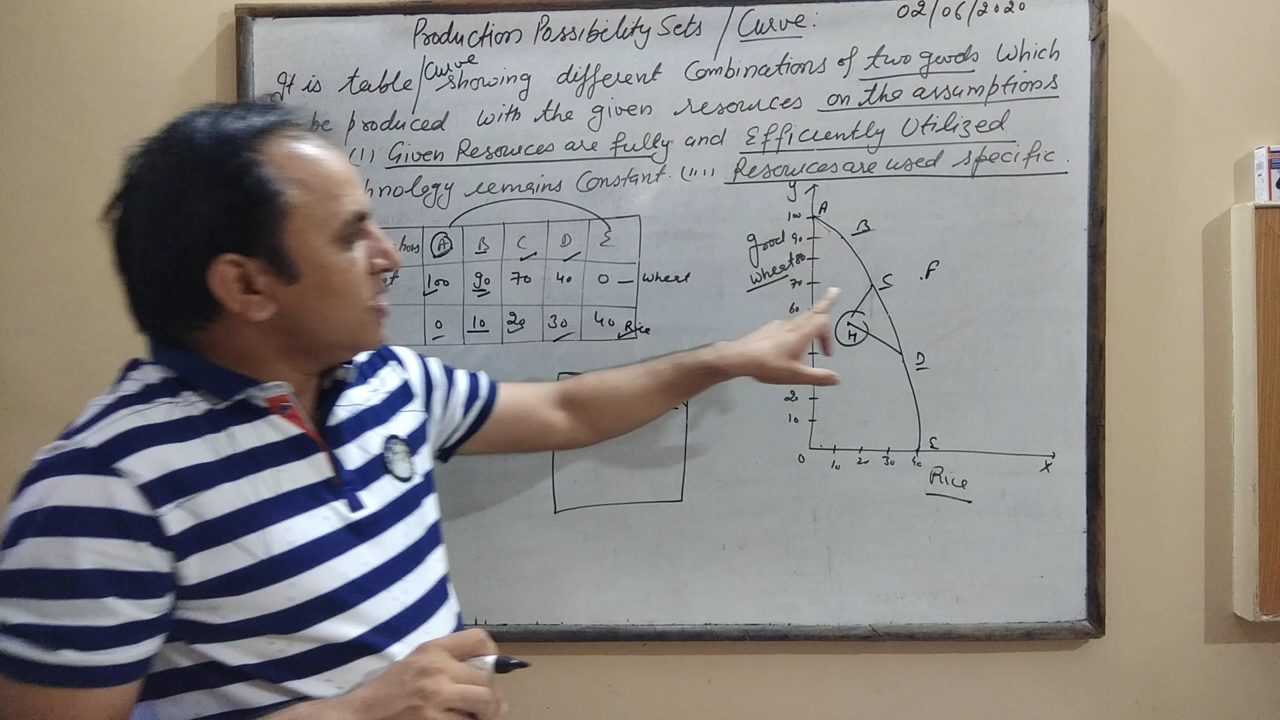 Production Possibility Sets / Curve:
02/06/2020
It is table/Curve showing different Combinations of two goods Which
be produced with the given resources on the assumptions
(i) Given Resources are fully and Efficiently Utilized
hnology remains Constant. (iii) Resources are used specific.
A B C D E
100 90 70 40 0 — Wheat
0 10 20 30 40 Rice
y
100 A
good 90 B
wheat 80
70 C .F
60
H
D
20
10
E
0 10 20 30 40 X
Rice